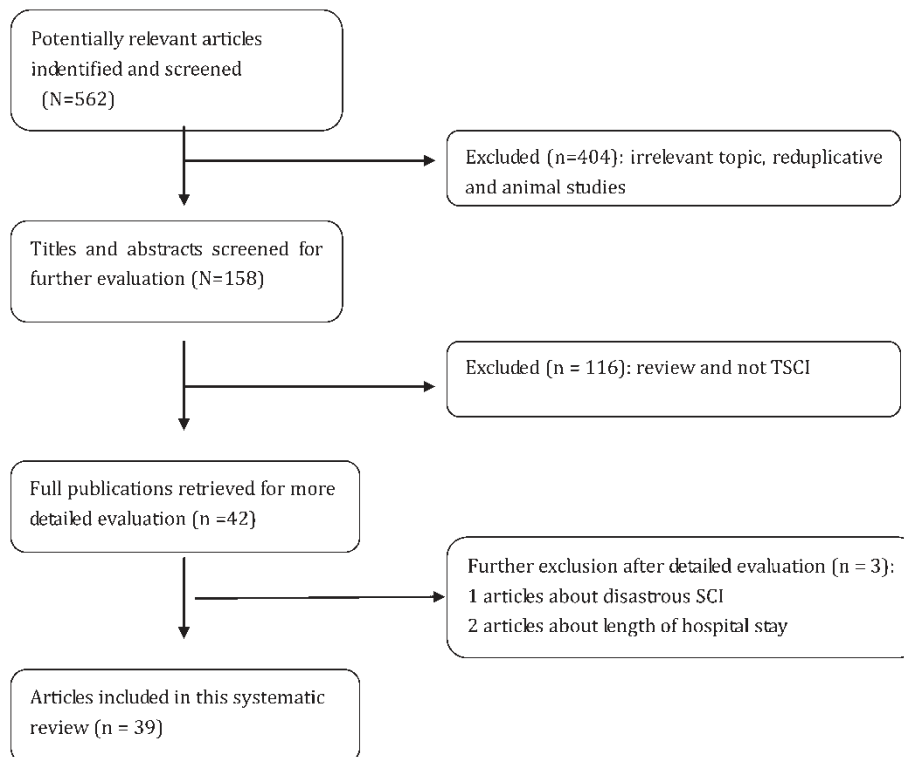 Potentially relevant articles
indentified and screened
(N=562)
Excluded (n=404): irrelevant topic, reduplicative
and animal studies
Titles and abstracts screened for
further evaluation (N=158)
Excluded (n = 116): review and not TSCI
Full publications retrieved for more
detailed evaluation (n =42)
Further exclusion after detailed evaluation (n = 3):
1 articles about disastrous SCI
2 articles about length of hospital stay
Articles included in this systematic
review (n = 39)